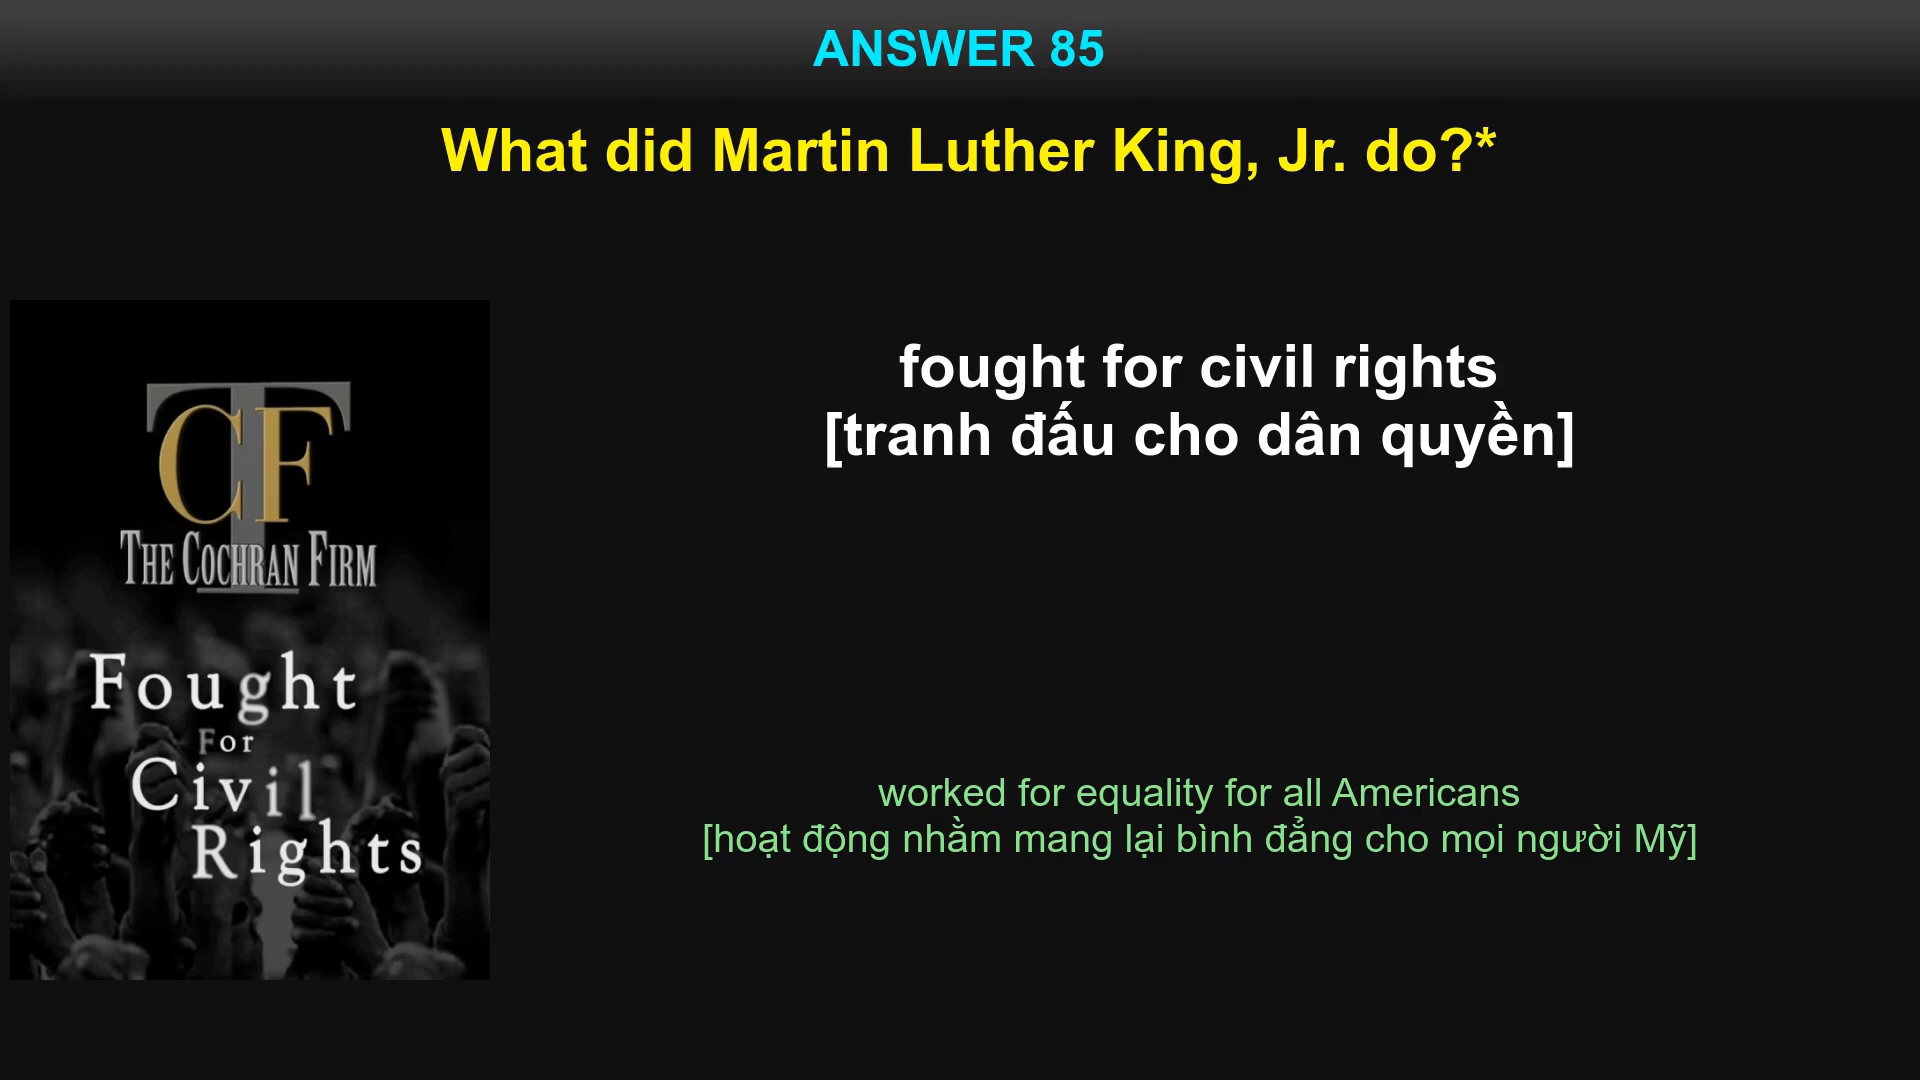 ANSWER 85
What did Martin Luther King, Jr. do?*
fought for civil rights
[tranh đấu cho dân quyền]
CTF
THE COCHRAN FIRM
Fought
For
Civil
Rights
worked for equality for all Americans
[hoạt động nhằm mang lại bình đẳng cho mọi người Mỹ]